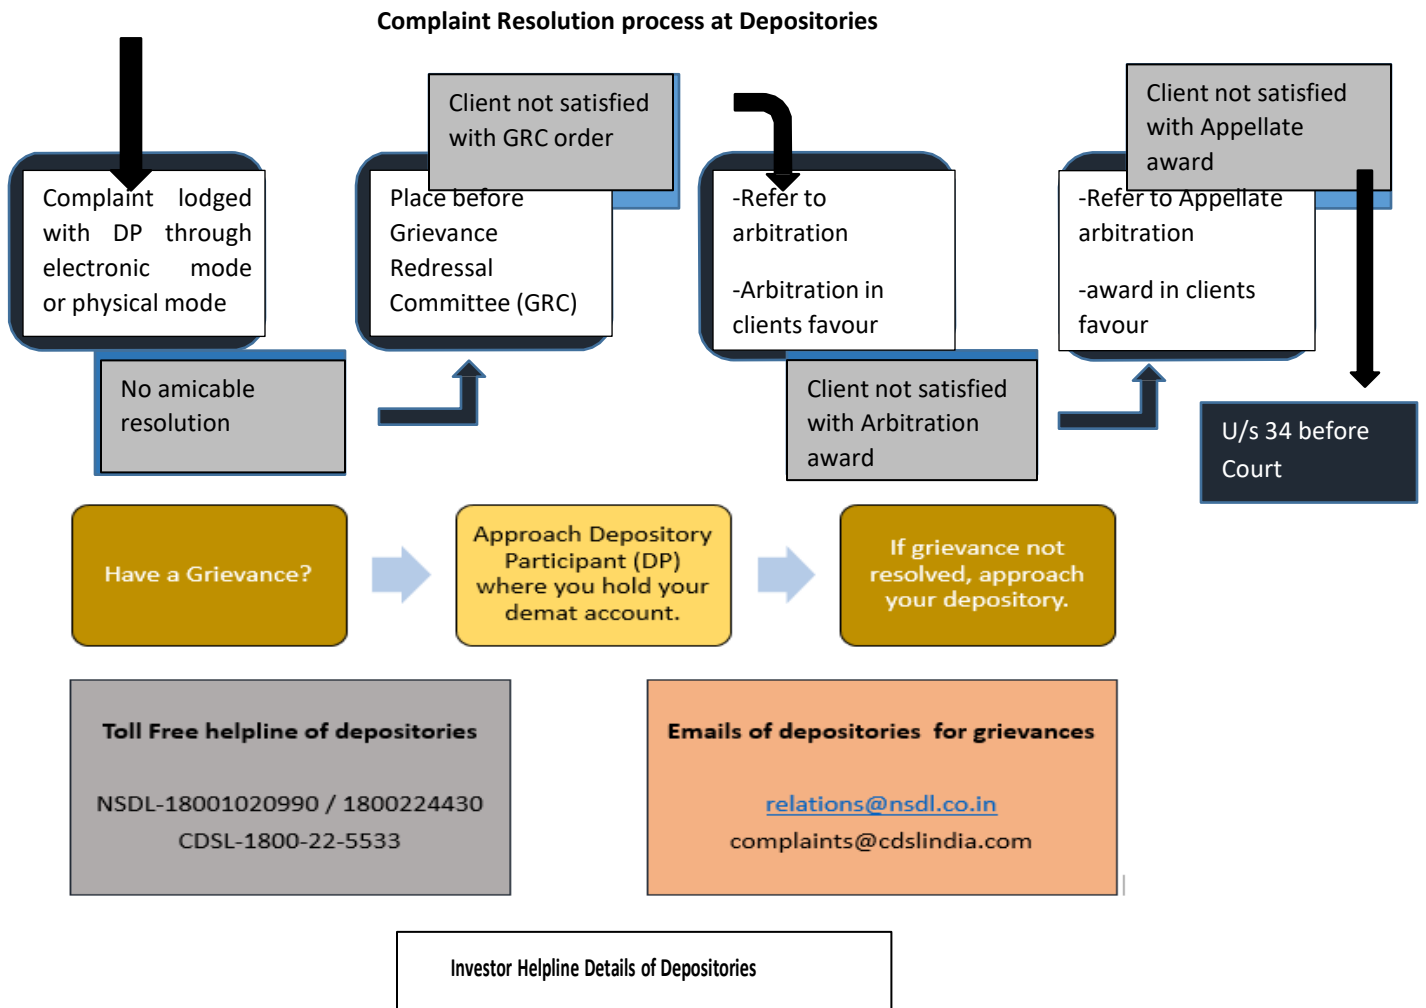 Complaint Resolution process at Depositories
Complaint lodged
with DP through
electronic mode
or physical mode
No amicable
resolution
Place before
Grievance
Redressal
Committee (GRC)
Client not satisfied
with GRC order
-Refer to
arbitration
-Arbitration in
clients favour
Client not satisfied
with Arbitration
award
-Refer to Appellate
arbitration
-award in clients
favour
Client not satisfied
with Appellate
award
U/s 34 before
Court
Have a Grievance?
Approach Depository
Participant (DP)
where you hold your
demat account.
If grievance not
resolved, approach
your depository.
Toll Free helpline of depositories
NSDL-18001020990 / 1800224430
CDSL-1800-22-5533
Emails of depositories for grievances
relations@nsdl.co.in
complaints@cdslindia.com
Investor Helpline Details of Depositories